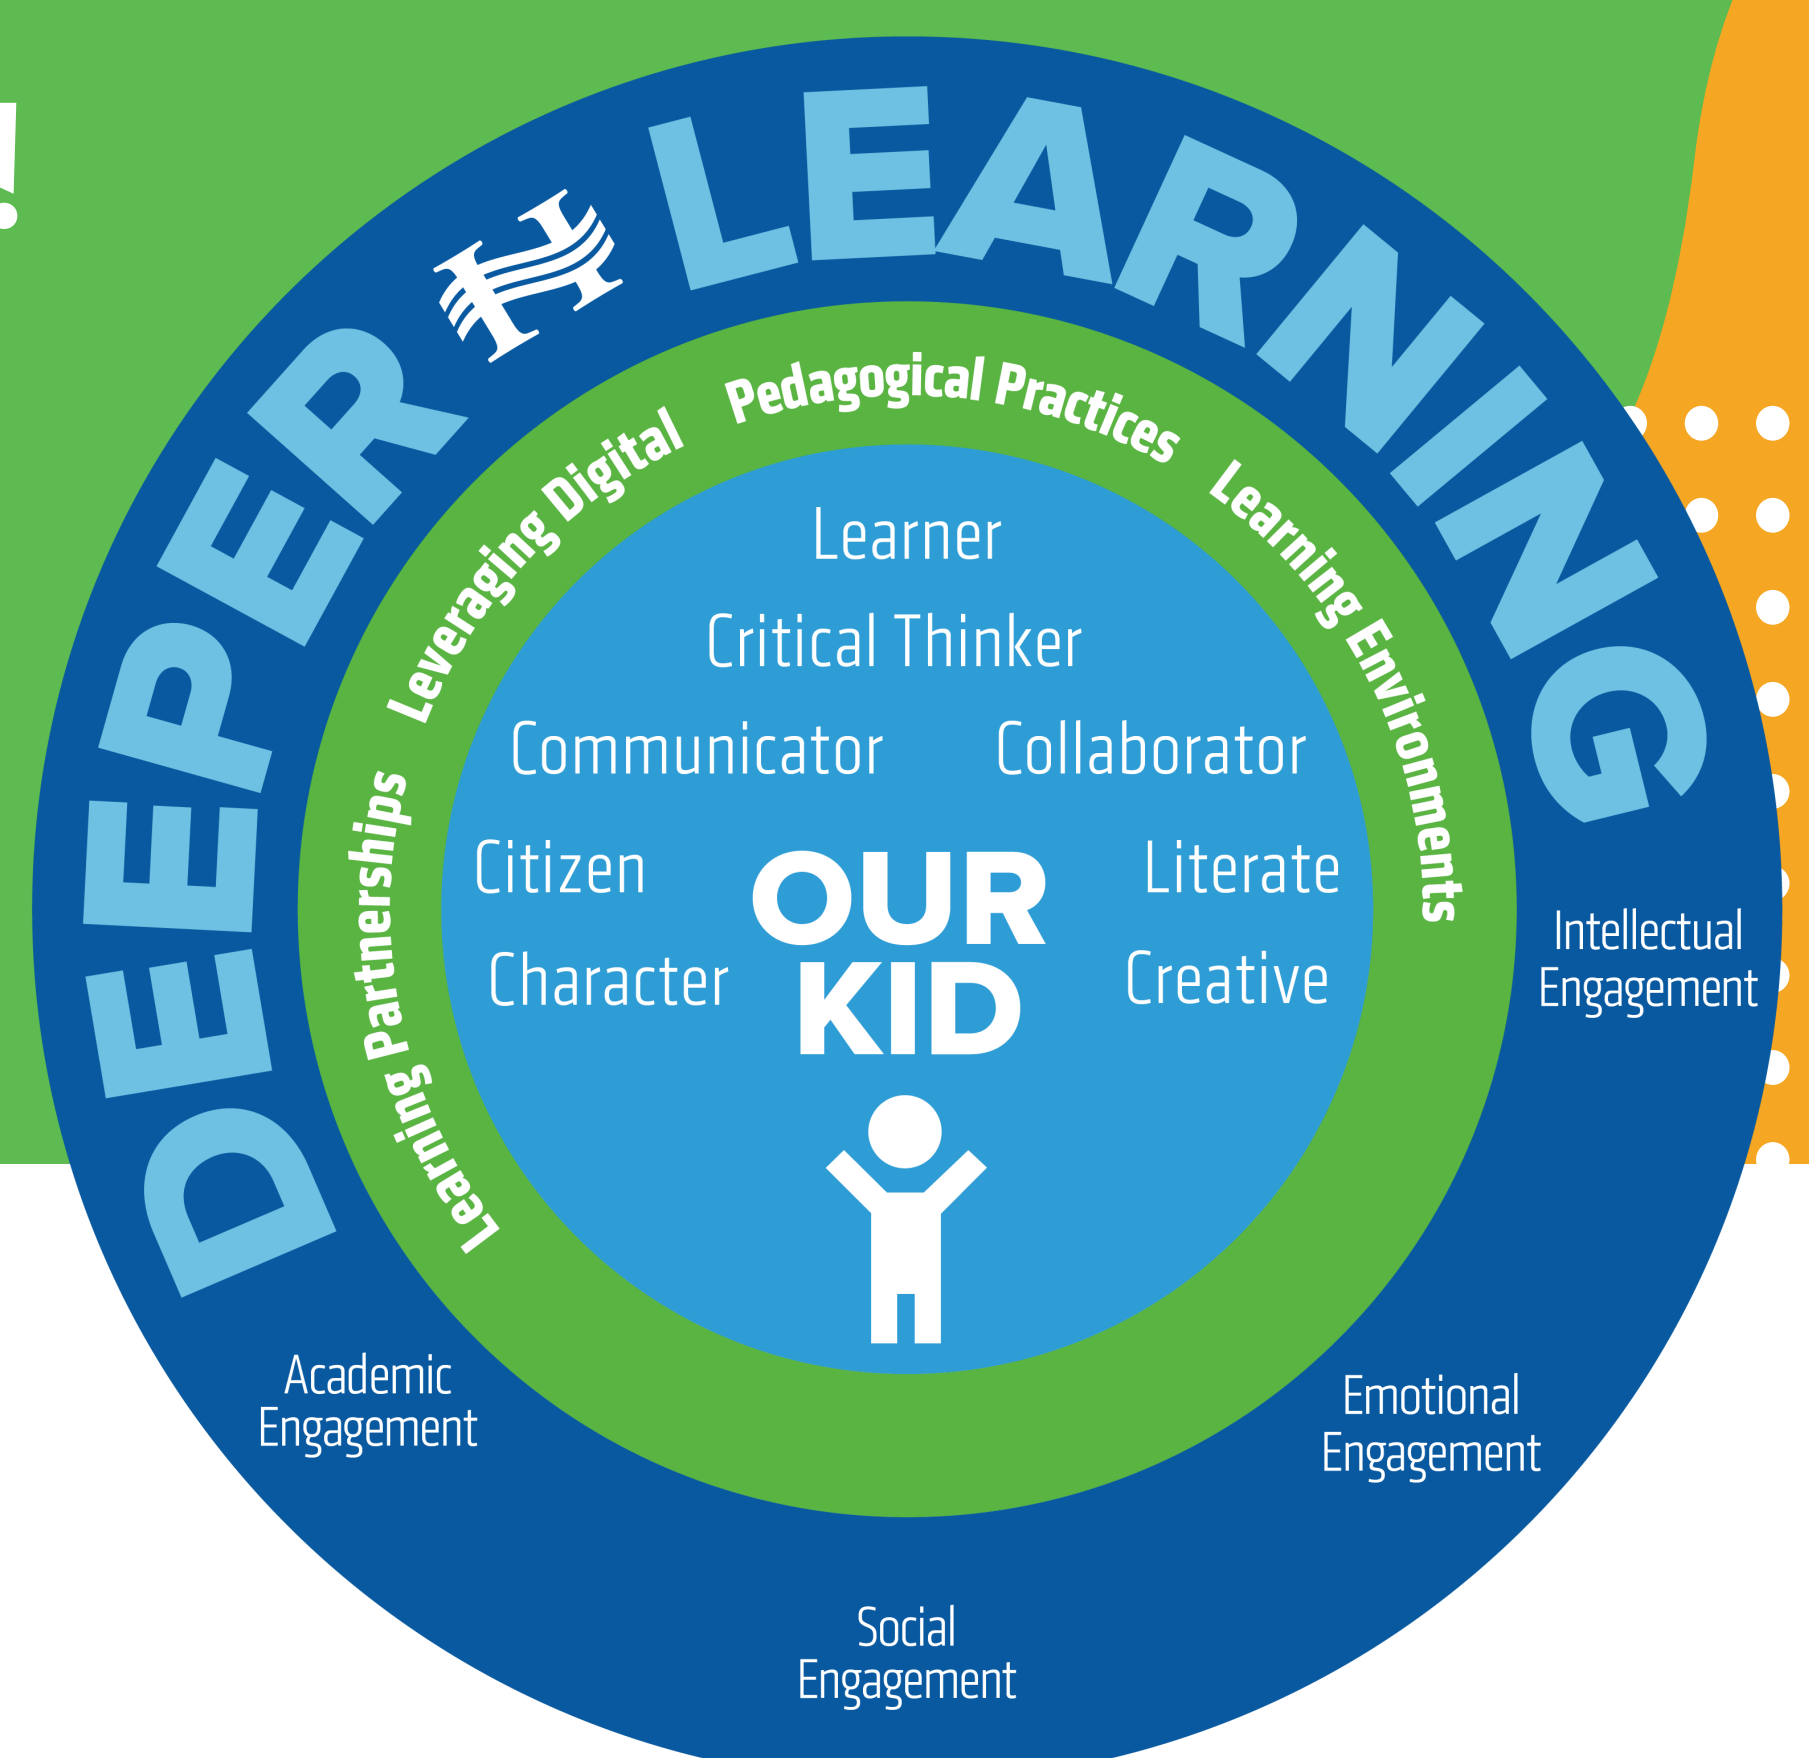 !
DEEPER H LEARNING
Learning Partnerships
Leveraging Digital
Pedagogical Practices
Learning Environments
Learner
Critical Thinker
Communicator
Collaborator
Citizen
Literate
Character
Creative
OUR
KID
Intellectual
Engagement
Academic
Engagement
Emotional
Engagement
Social
Engagement